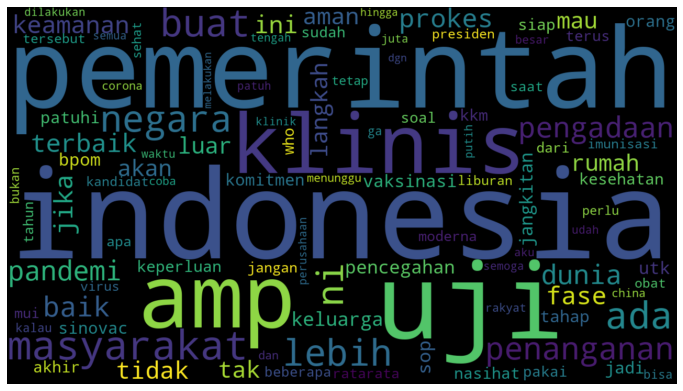 dilakukan
keamanan
buat
ini
aman
prokes
siap
mau
orang
tersebut
semua
sehat
hingga
sudah
tengah
juta
presiden
besar
terus
pemerintah
corona
melakukan
patuh
tetap
dgn
saat
patuhi
negara
klinik
langkah
soal
kkm
pengadaan
terbaik
luar
klinis
who
ga
putih
dari
imunisasi
bpom
waktu
akan
rumah
bukan
jika
kandidat
coba
komitmen
menunggu
vaksinasi
liburan
jangkitan
kesehatan
tahun
indonesia
perlu
apa
moderna
aku
udah
pandemi
keperluan
jangan
ni
pencegahan
perusahaan
semoga
dunia
utk
virus
amp
uji
obat
mui
baik
fase
china
ada
kalau
sinovac
keluarga
rakyat
tahap
masyarakat
dan
lebih
sop
penanganan
akhir
tidak
tak
beberapa
ratarata
nasihat
pakai
jadi
bisa